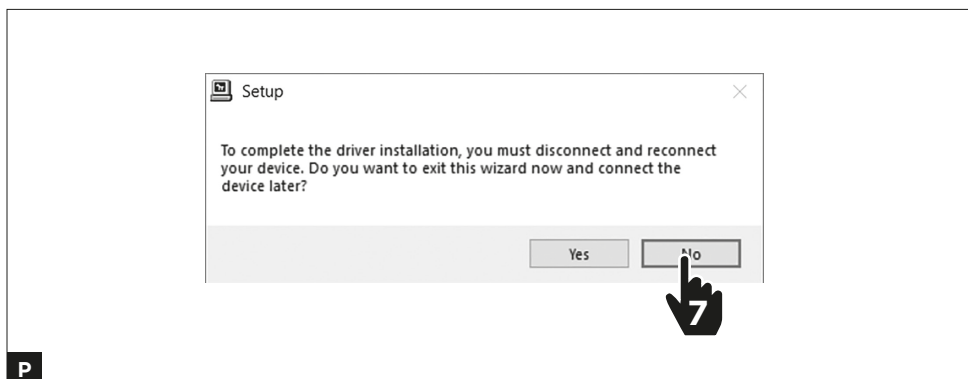 Setup
To complete the driver installation, you must disconnect and reconnect
your device. Do you want to exit this wizard now and connect the
device later?
Yes
No
7
P